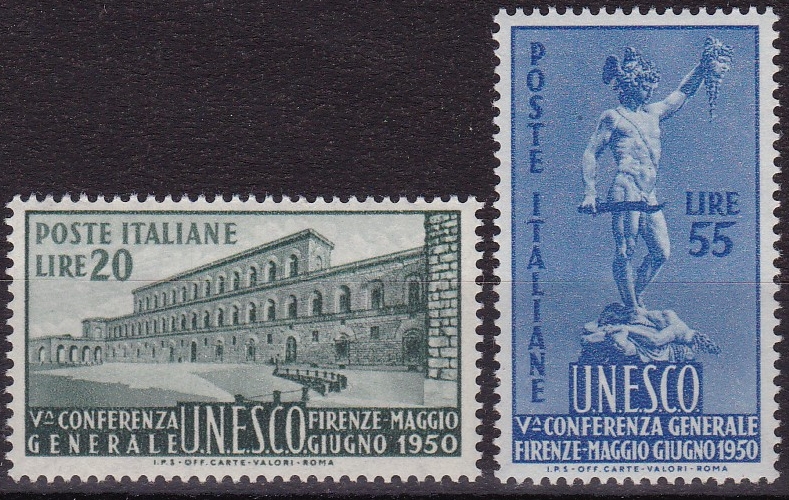 POSTE ITALIANE
LIRE 20
Vª CONFERENZA
GENERALE
U.N.E.S.C.O.
FIRENZE-MAGGIO
GIUGNO 1950
I.P.S-OFF.CARTE-VALORI-ROMA
POSTE ITALIANE
LIRE
55
U.N.E.S.C.O.
Vª CONFERENZA GENERALE
FIRENZE-MAGGIO GIUGNO 1950
I.P.S-OFF.CARTE-VALORI-ROMA